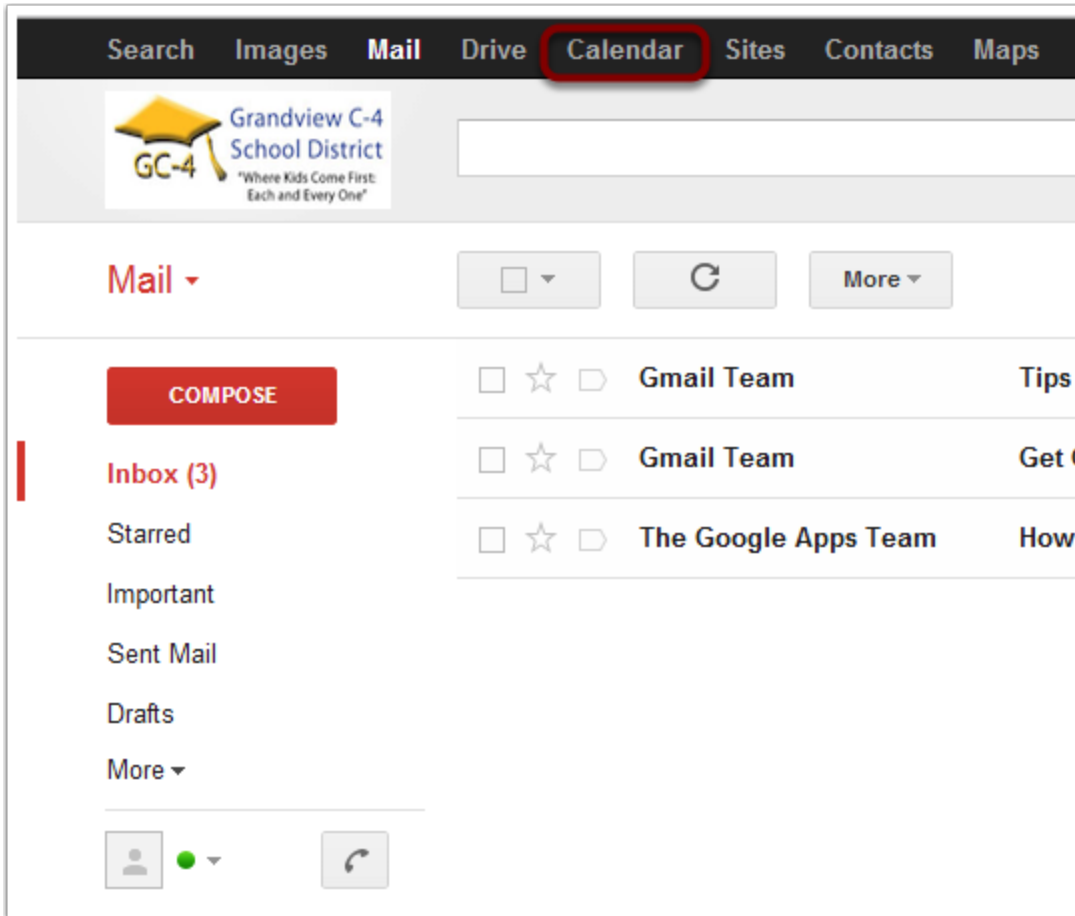 Search Images Mail Drive Calendar Sites Contacts Maps
GC-4
Grandview C-4
School District
"Where Kids Come First:
Each and Every One"
Mail
More
COMPOSE
Gmail Team Tips
Inbox (3)
Gmail Team Get
Starred
The Google Apps Team How
Important
Sent Mail
Drafts
More